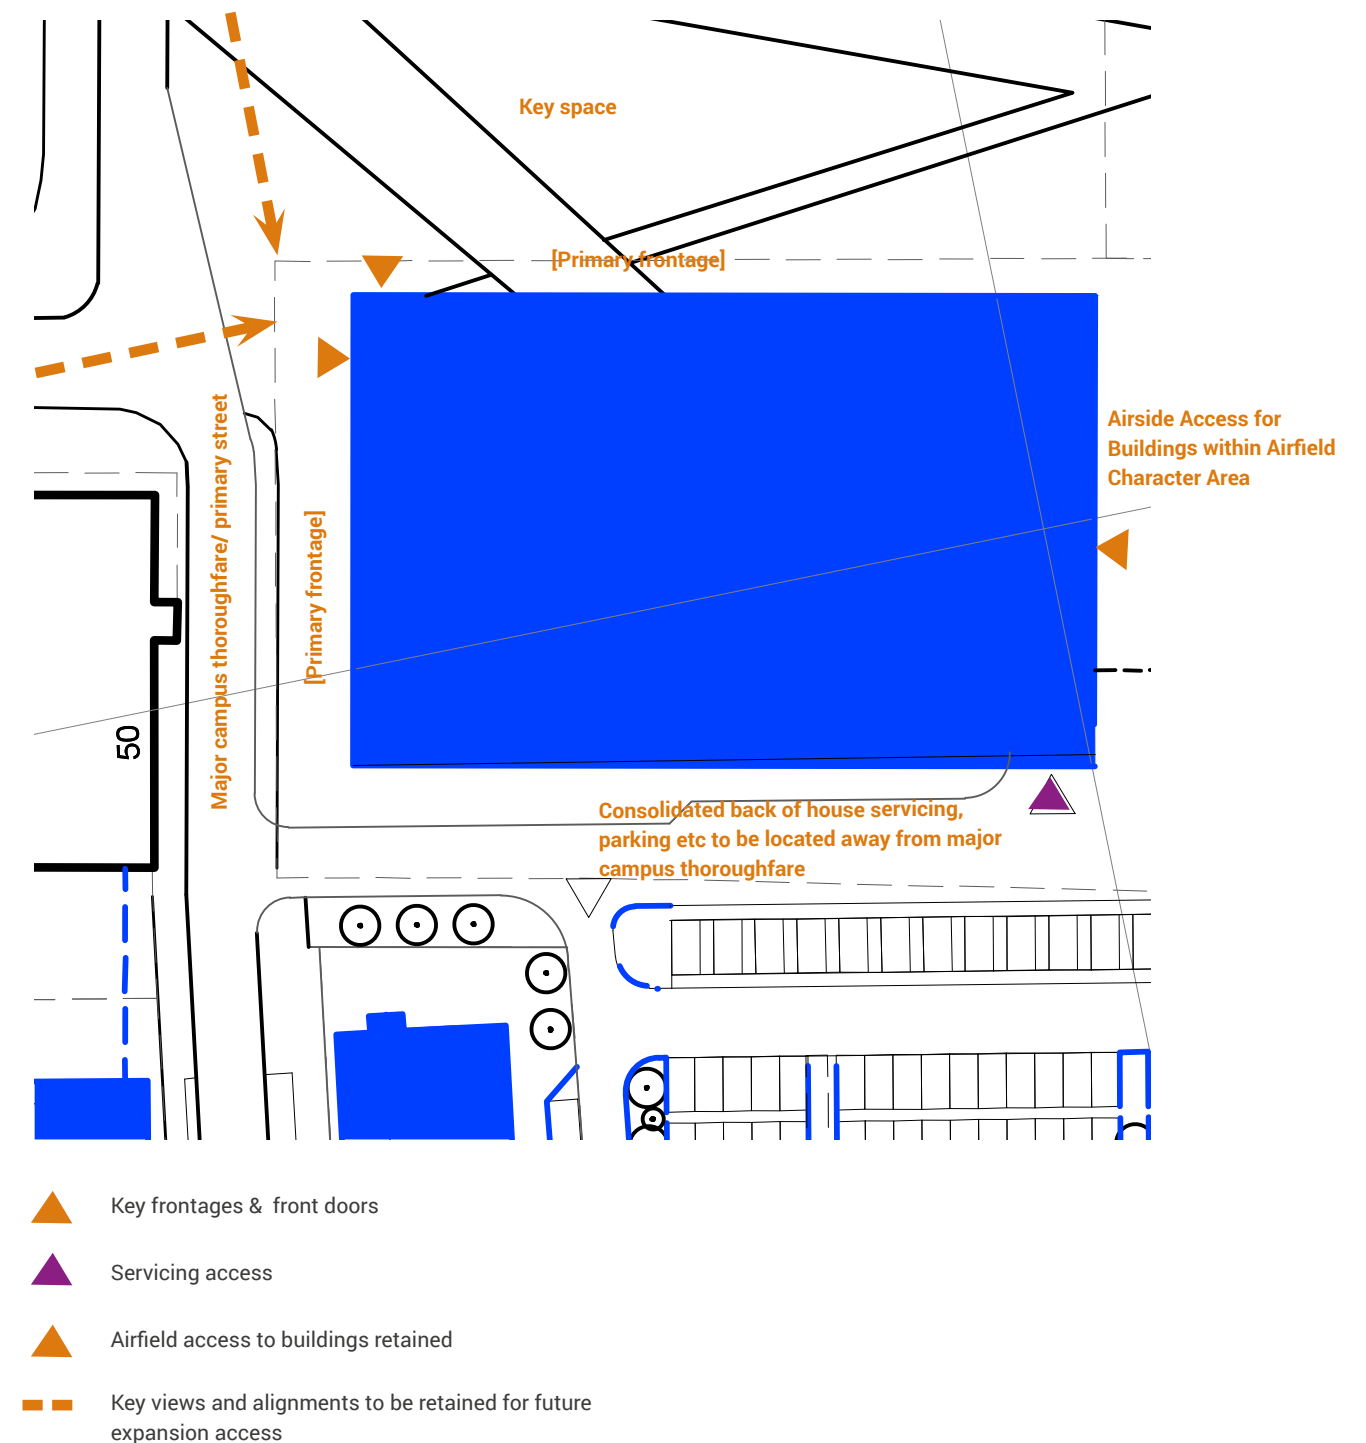 Key space
[Primary frontage]
Airside Access for
Buildings within Airfield
Character Area
Major campus thoroughfare/ primary street
[Primary frontage]
50
Consolidated back of house servicing,
parking etc to be located away from major
campus thoroughfare
Key frontages & front doors
Servicing access
Airfield access to buildings retained
Key views and alignments to be retained for future
expansion access